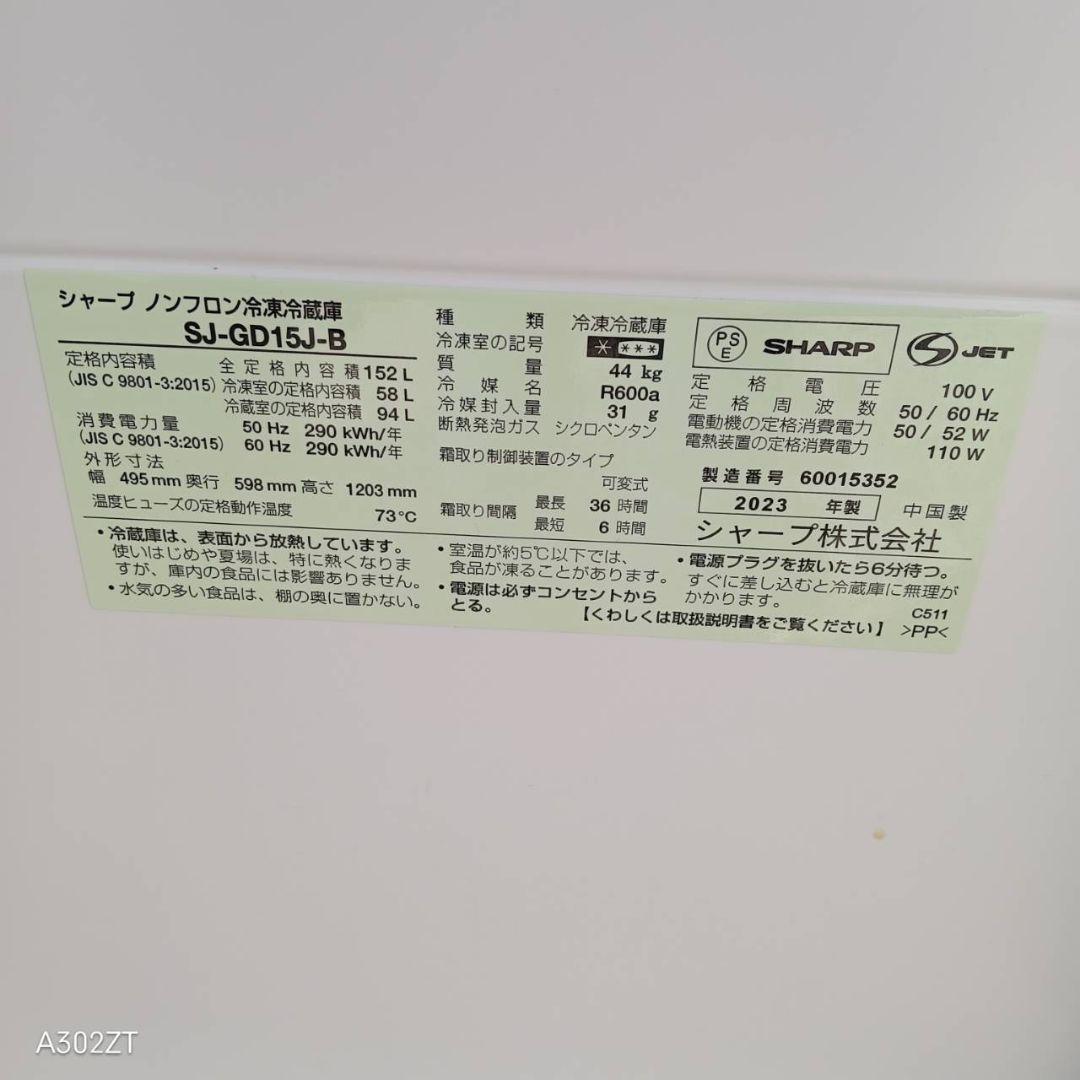 シャープ ノンフロン冷凍冷蔵庫
SJ-GD15J-B
定格内容積
(JIS C 9801-3:2015)
全定格内容積 152 L
冷凍室の定格内容積 58 L
冷蔵室の定格内容積 94 L
消費電力量
(JIS C 9801-3:2015)
50 Hz 290 kWh/年
60 Hz 290 kWh/年
外形寸法
幅 495 mm 奥行 598 mm 高さ 1203 mm
温度ヒューズの定格動作温度 73℃
種類 冷凍冷蔵庫
冷凍室の記号 * ***
質量 44 kg
冷媒名 R600a
冷媒封入量 31 g
断熱発泡ガス シクロペンタン
霜取り制御装置のタイプ
可変式
霜取り間隔 最長 36 時間
最短 6 時間
PS
E
SHARP
S JET
定格電圧 100 V
定格周波数 50 / 60 Hz
電動機の定格消費電力 50 / 52 W
電熱装置の定格消費電力 110 W
製造番号 60015352
2023 年製 中国製
シャープ株式会社
・冷蔵庫は、表面から放熱しています。
使いはじめや夏場は、特に熱くなりま
すが、庫内の食品には影響ありません。
・水気の多い食品は、棚の奥に置かない。
・室温が約5℃以下では、
食品が凍ることがあります。
・電源は必ずコンセントから
とる。
・電源プラグを抜いたら6分待つ。
すぐに差し込むと冷蔵庫に無理が
かかります。
C511
【くわしくは取扱説明書をご覧ください】 >PP<
A302ZT